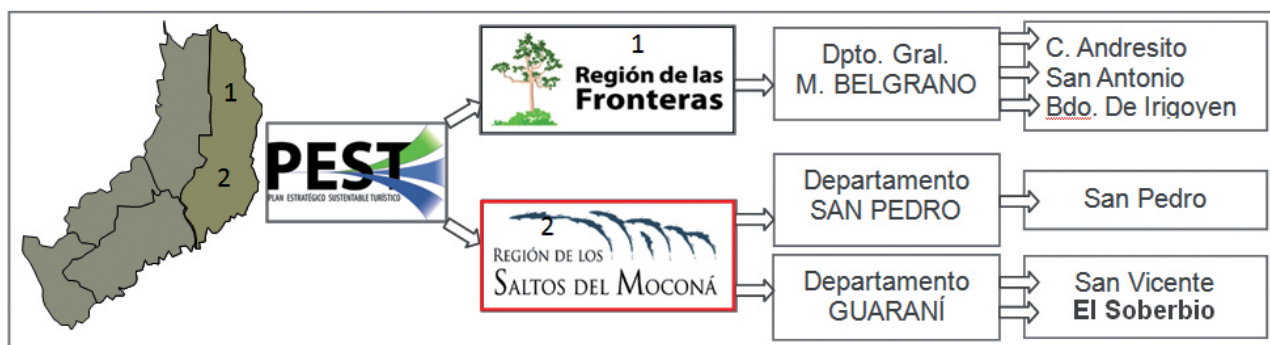 1
2
PEST
PLAN ESTRATÉGICO SUSTENTABLE TURÍSTICO
1
Región de las
Fronteras
Dpto. Gral.
M. BELGRANO
C. Andresito
San Antonio
Bdo. De Irigoyen
2
REGIÓN DE LOS
SALTOS DEL MOCONÁ
Departamento
SAN PEDRO
San Pedro
Departamento
GUARANÍ
San Vicente
El Soberbio